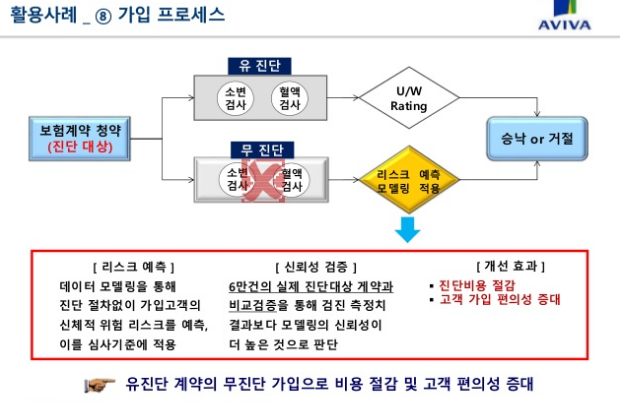 활용사례 _ ⑧ 가입 프로세스
AVIVA
유 진단
소변
검사
혈액
검사
U/W
Rating
보험계약 청약
(진단 대상)
무 진단
소변
검사
혈액
검사
리스크 예측
모델링 적용
승낙 or 거절
[ 리스크 예측 ]
데이터 모델링을 통해
진단 절차없이 가입고객의
신체적 위험 리스크를 예측,
이를 심사기준에 적용
[ 신뢰성 검증 ]
6만건의 실제 진단대상 계약과
비교검증을 통해 검진 측정치
결과보다 모델링의 신뢰성이
더 높은 것으로 판단
[ 개선 효과 ]
▪ 진단비용 절감
▪ 고객 가입 편의성 증대
유진단 계약의 무진단 가입으로 비용 절감 및 고객 편의성 증대